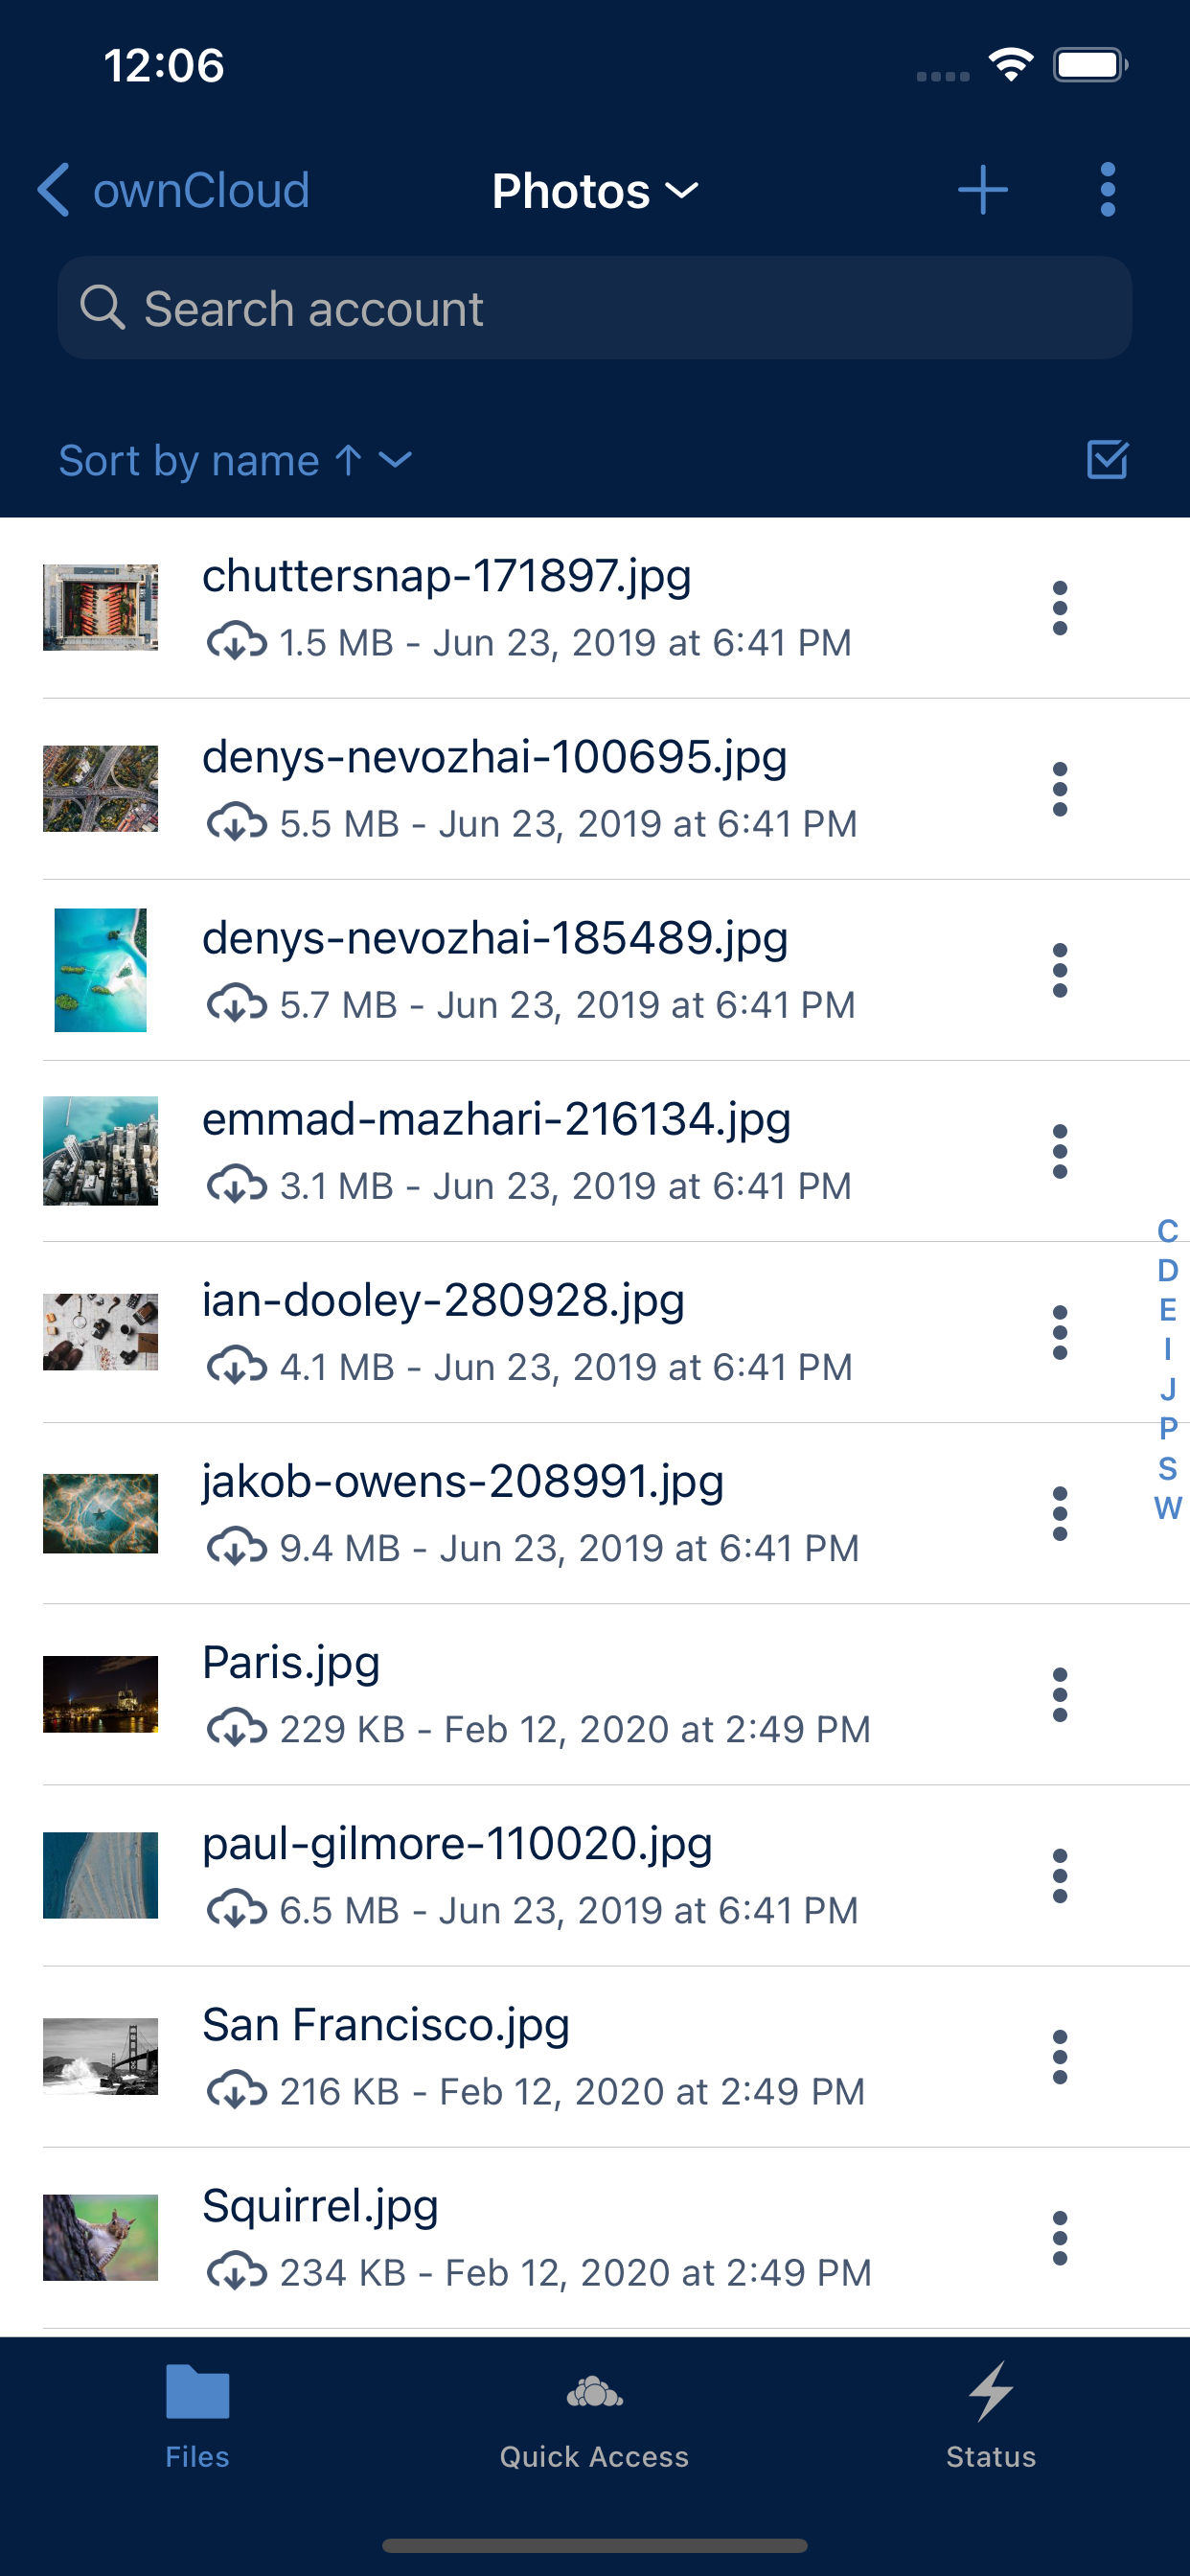 12:06
ownCloud
Photos
Search account
Sort by name ↑
chuttersnap-171897.jpg
1.5 MB - Jun 23, 2019 at 6:41 PM
denys-nevozhai-100695.jpg
5.5 MB - Jun 23, 2019 at 6:41 PM
denys-nevozhai-185489.jpg
5.7 MB - Jun 23, 2019 at 6:41 PM
emmad-mazhari-216134.jpg
3.1 MB - Jun 23, 2019 at 6:41 PM
ian-dooley-280928.jpg
4.1 MB - Jun 23, 2019 at 6:41 PM
jakob-owens-208991.jpg
9.4 MB - Jun 23, 2019 at 6:41 PM
Paris.jpg
229 KB - Feb 12, 2020 at 2:49 PM
paul-gilmore-110020.jpg
6.5 MB - Jun 23, 2019 at 6:41 PM
San Francisco.jpg
216 KB - Feb 12, 2020 at 2:49 PM
Squirrel.jpg
234 KB - Feb 12, 2020 at 2:49 PM
C
D
E
I
J
P
S
W
Files
Quick Access
Status